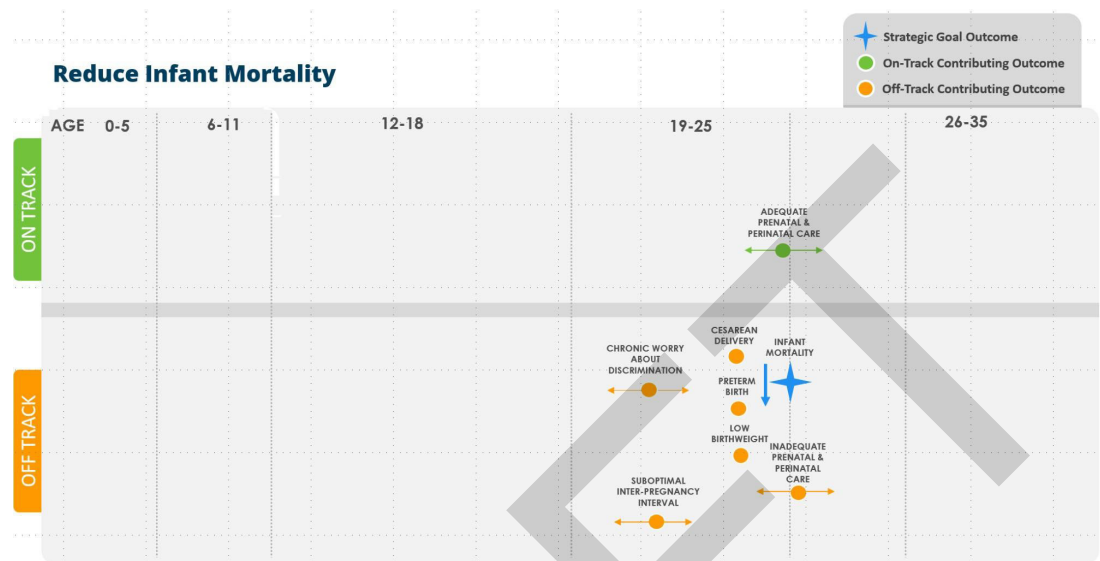 Strategic Goal Outcome
On-Track Contributing Outcome
Off-Track Contributing Outcome
Reduce Infant Mortality
AGE 0-5 6-11 12-18 19-25 26-35
ON TRACK
ADEQUATE
PRENATAL &
PERINATAL CARE
OFF TRACK
CHRONIC WORRY
ABOUT
DISCRIMINATION
CESAREAN
DELIVERY
INFANT
MORTALITY
PRETERM
BIRTH
LOW
BIRTHWEIGHT
INADEQUATE
PRENATAL &
PERINATAL
CARE
SUBOPTIMAL
INTER-PREGNANCY
INTERVAL